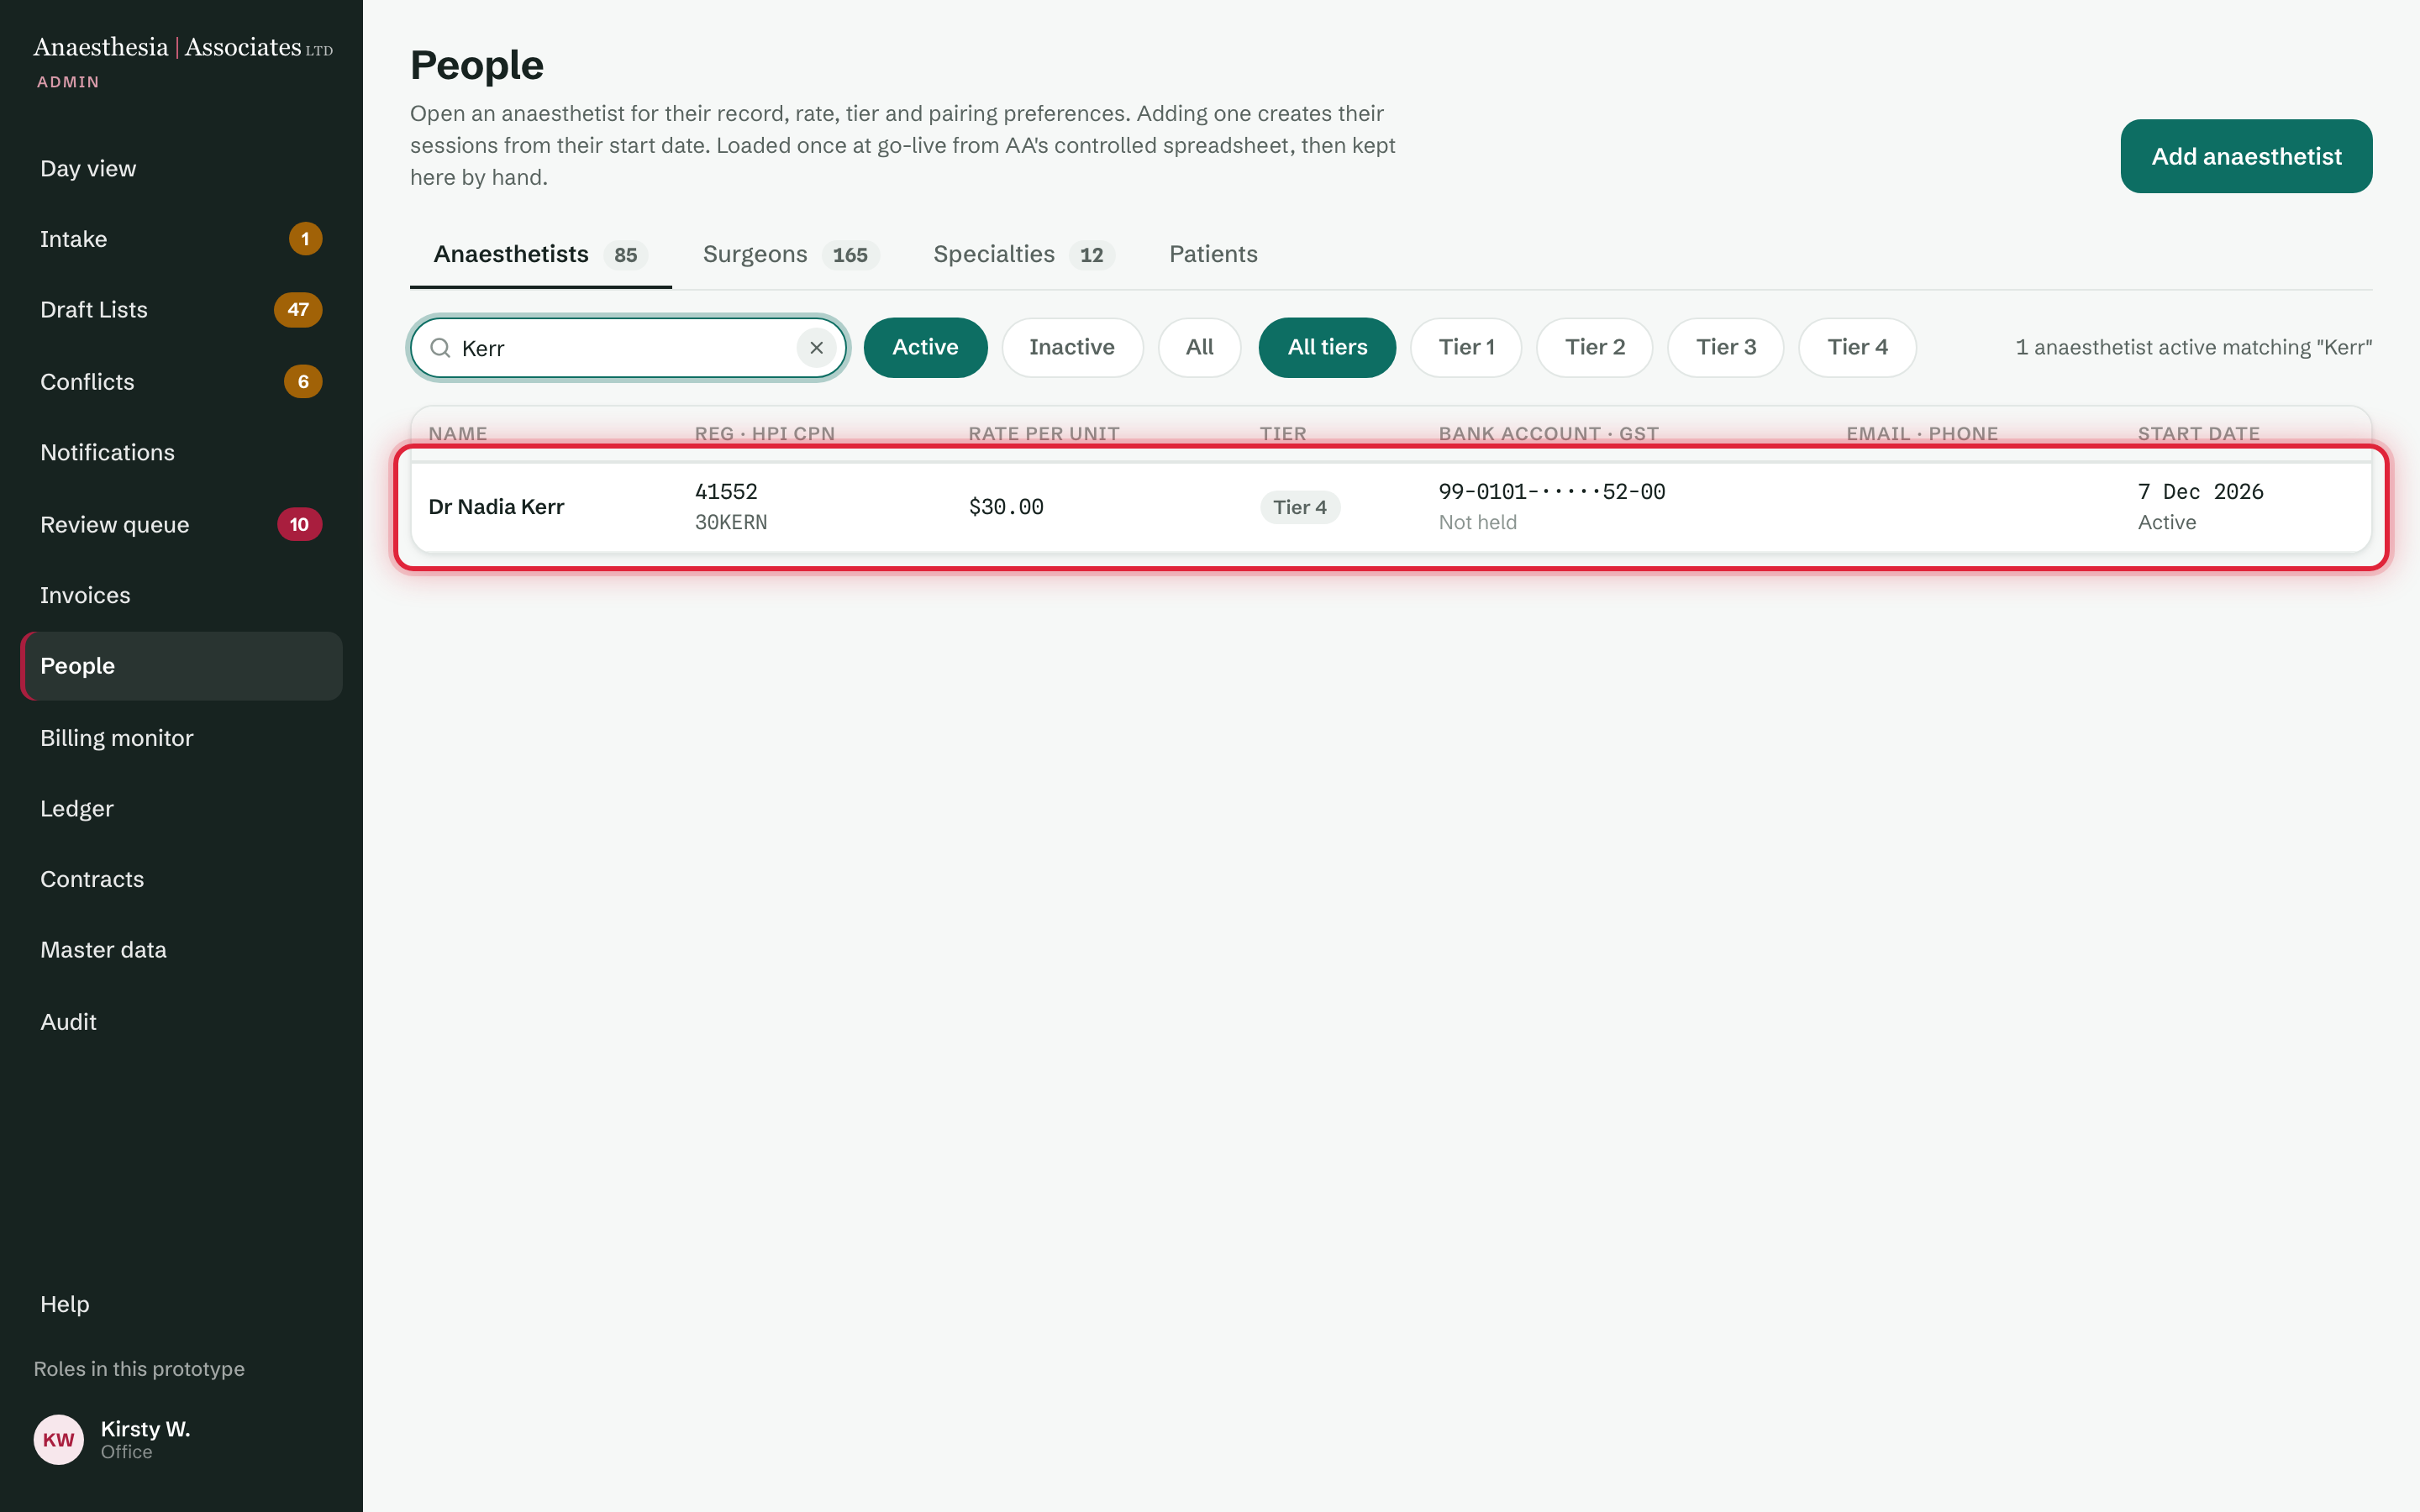 Anaesthesia | Associates LTD
ADMIN
Day view
Intake 1
Draft Lists 47
Conflicts 6
Notifications
Review queue 10
Invoices
People
Billing monitor
Ledger
Contracts
Master data
Audit
Help
Roles in this prototype
KW Kirsty W.
Office
People
Open an anaesthetist for their record, rate, tier and pairing preferences. Adding one creates their
sessions from their start date. Loaded once at go-live from AA's controlled spreadsheet, then kept
here by hand.
Add anaesthetist
Anaesthetists 85 Surgeons 165 Specialties 12 Patients
Kerr Active Inactive All All tiers Tier 1 Tier 2 Tier 3 Tier 4 1 anaesthetist active matching "Kerr"
NAME REG · HPI CPN RATE PER UNIT TIER BANK ACCOUNT · GST EMAIL · PHONE START DATE
Dr Nadia Kerr 41552 $30.00 Tier 4 99-0101-·····52-00 7 Dec 2026
30KERN Not held Active